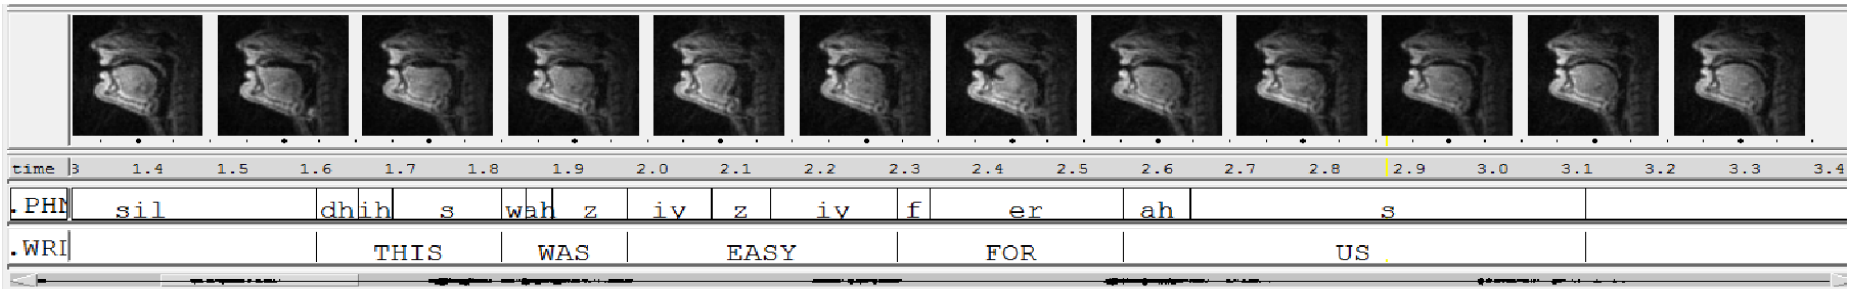 time 3 1.4 1.5 1.6 1.7 1.8 1.9 2.0 2.1 2.2 2.3 2.4 2.5 2.6 2.7 2.8 2.9 3.0 3.1 3.2 3.3 3.4
.PHN sil dh ih s w ah z iy z iy f er ah s
.WRD THIS WAS EASY FOR US